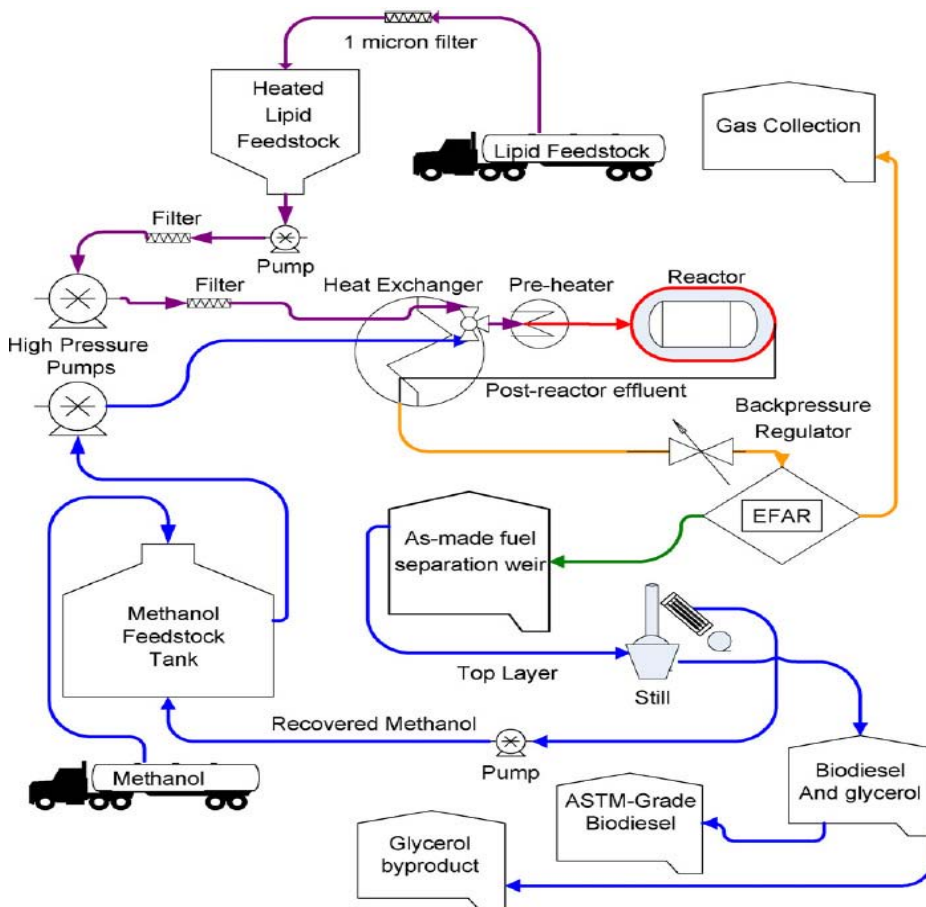 1 micron filter
Heated
Lipid
Feedstock
Lipid Feedstock
Gas Collection
Filter
Pump
Filter
Heat Exchanger
Pre-heater
Reactor
High Pressure
Pumps
Post-reactor effluent
Backpressure
Regulator
EFAR
As-made fuel
separation weir
Methanol
Feedstock
Tank
Top Layer
Still
Recovered Methanol
Pump
Methanol
Biodiesel
And glycerol
ASTM-Grade
Biodiesel
Glycerol
byproduct